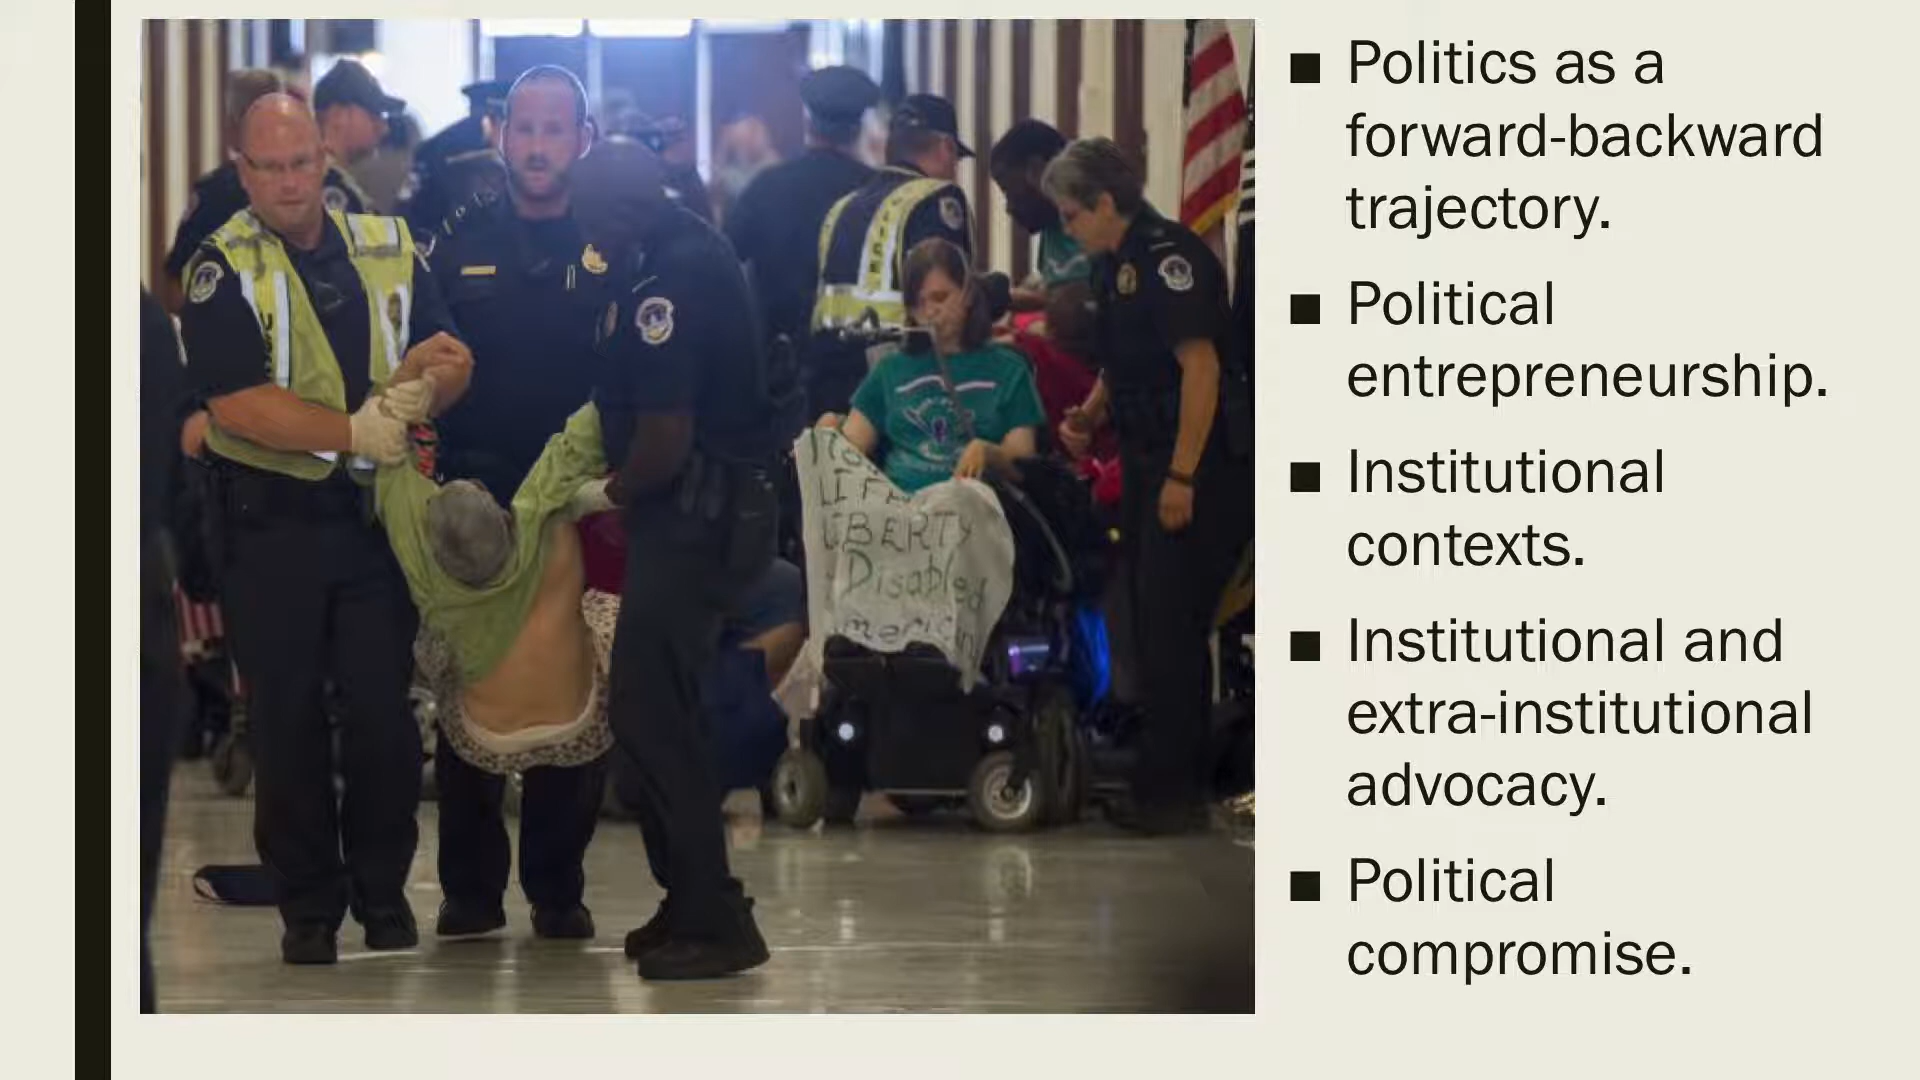 ■ Politics as a
forward-backward
trajectory.
■ Political
entrepreneurship.
■ Institutional
contexts.
■ Institutional and
extra-institutional
advocacy.
■ Political
compromise.
LIBERTY
Disabled